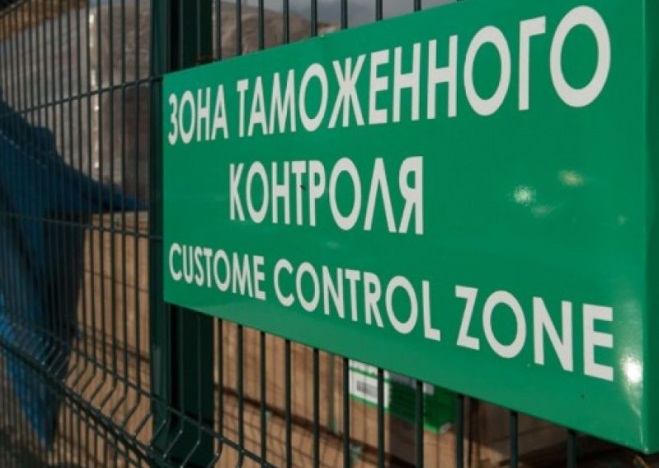 ЗОНА ТАМОЖЕННОГО
КОНТРОЛЯ
CUSTOME CONTROL ZONE